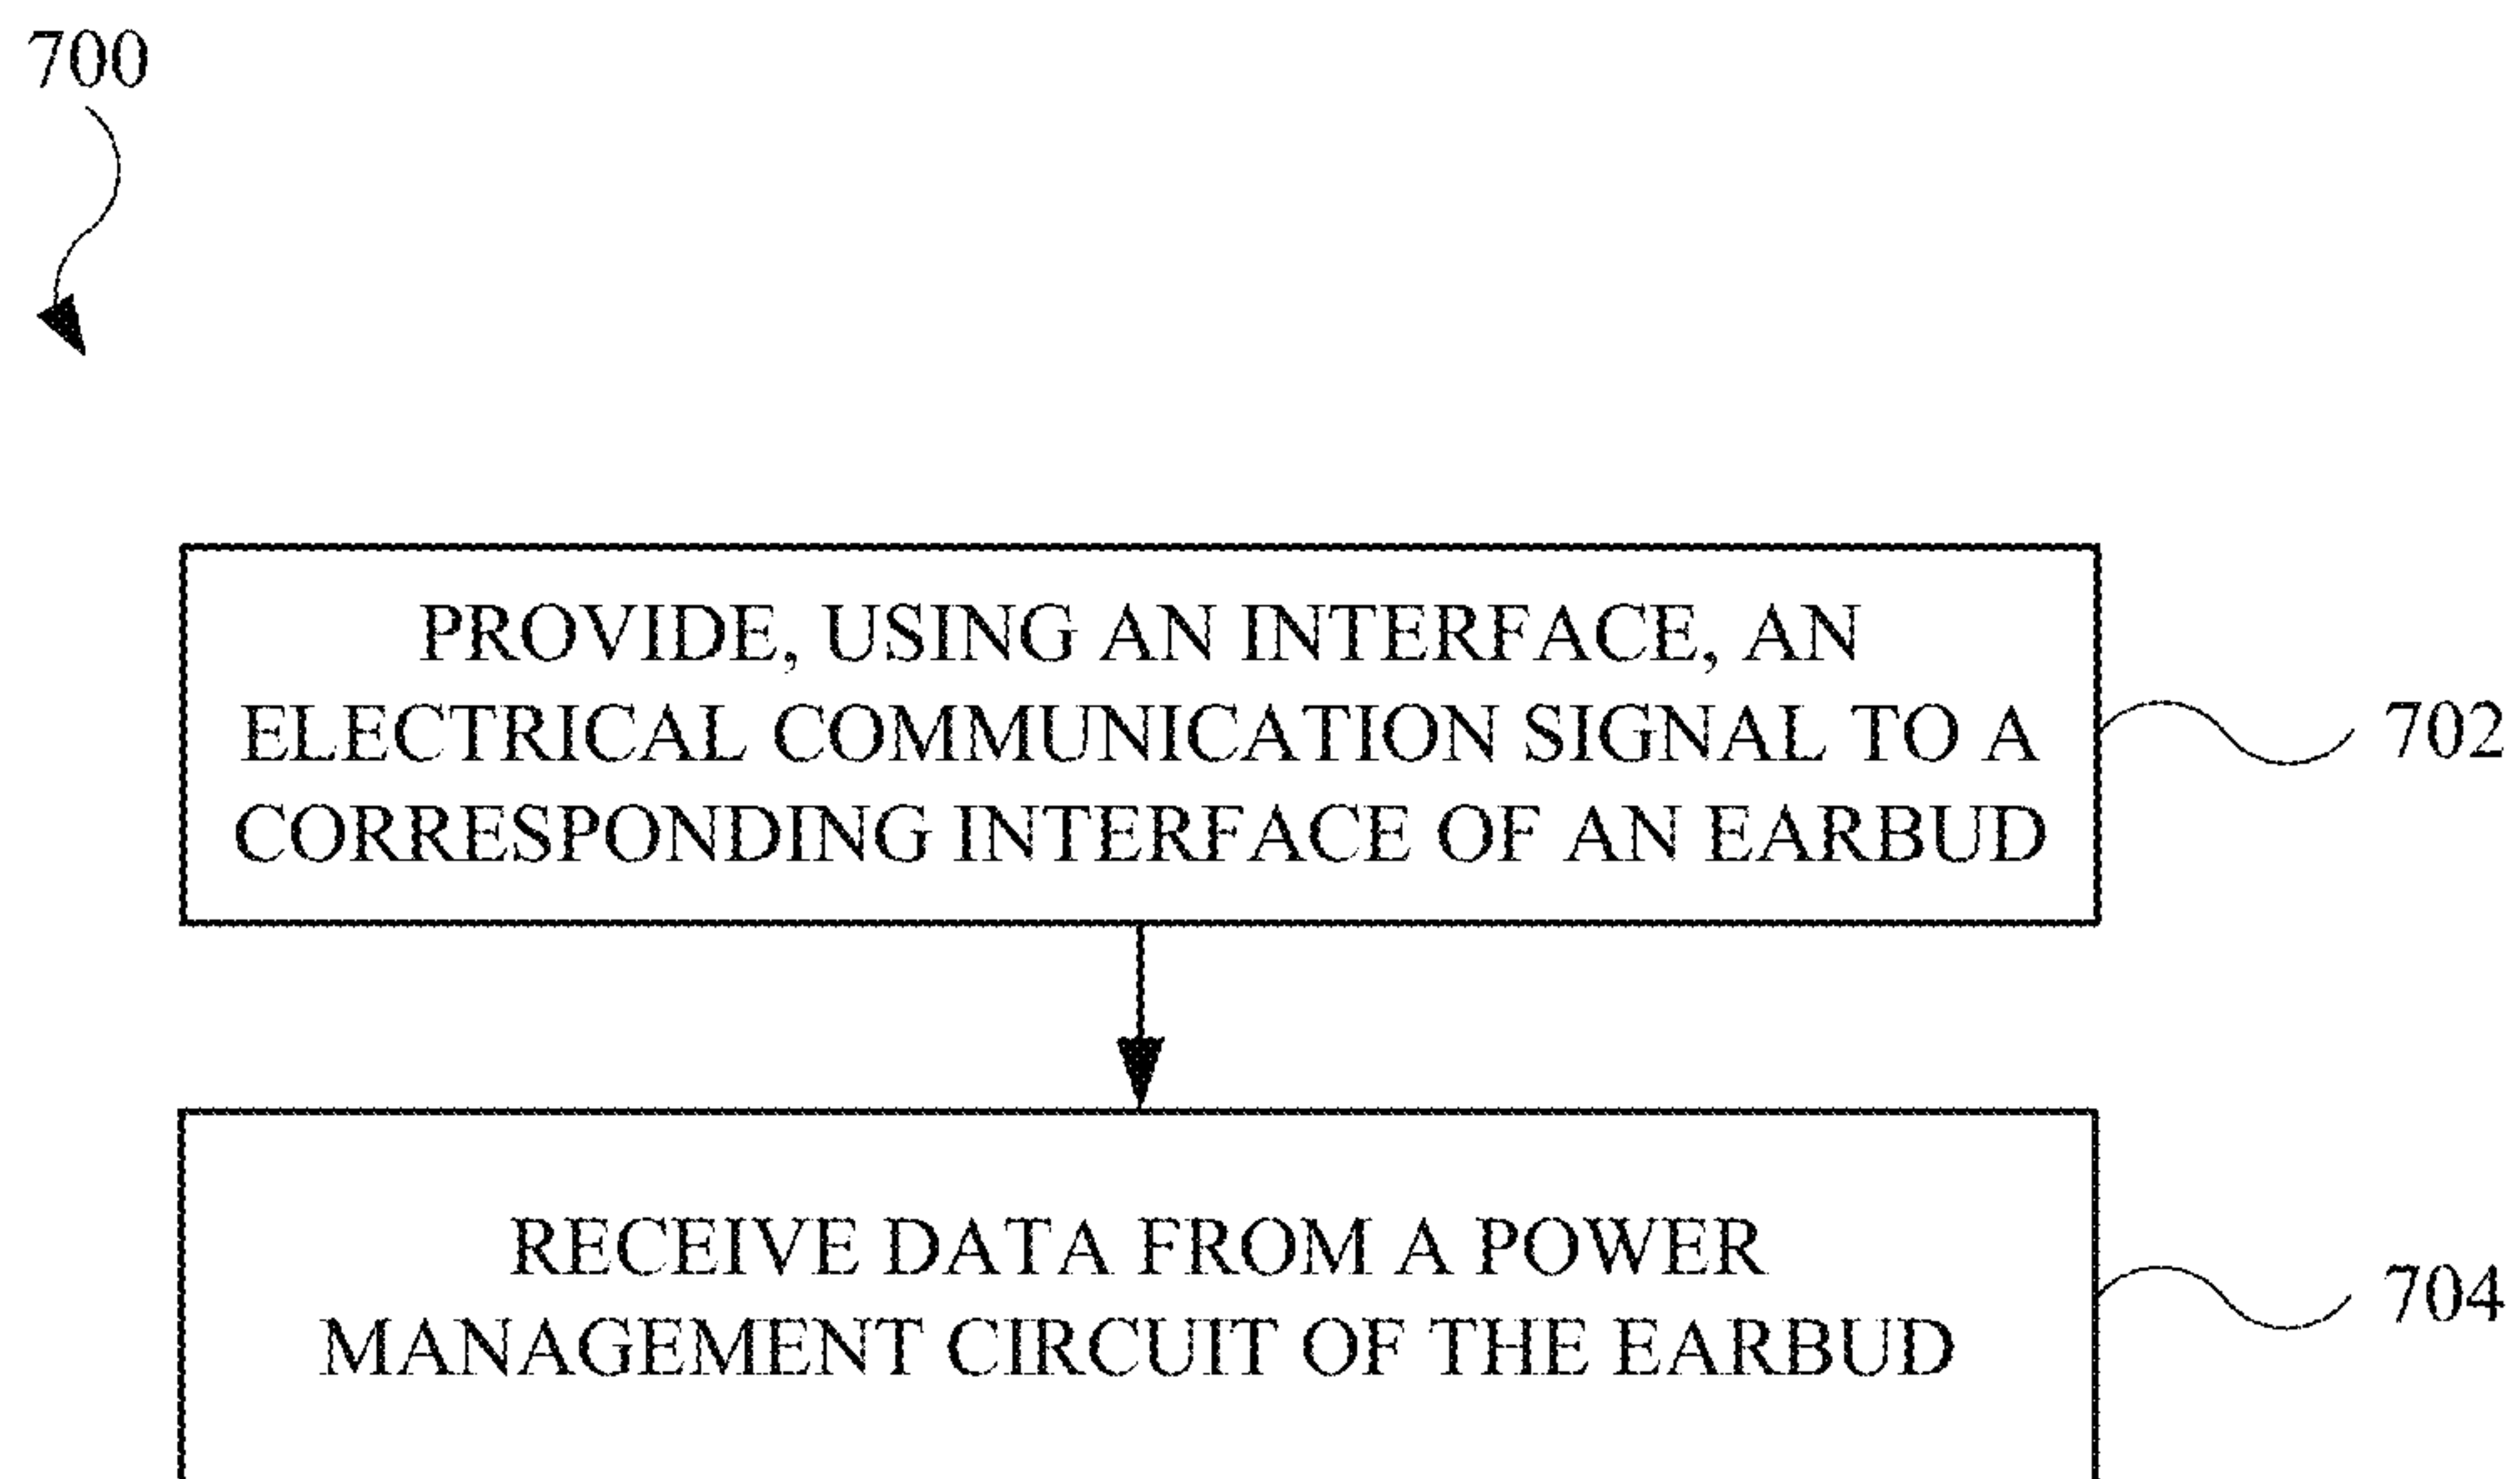 700
PROVIDE, USING AN INTERFACE, AN
ELECTRICAL COMMUNICATION SIGNAL TO A
CORRESPONDING INTERFACE OF AN EARBUD
702
RECEIVE DATA FROM A POWER
MANAGEMENT CIRCUIT OF THE EARBUD
704